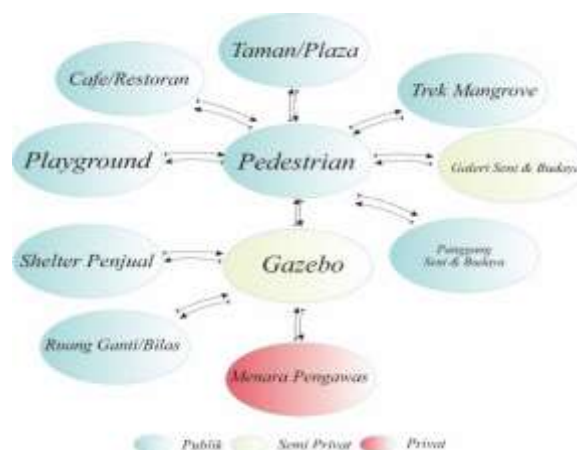 Taman/Plaza
Cafe/Restoran
Trek Mangrove
Playground
Pedestrian
Galeri Seni & Budaya
Shelter Penjual
Gazebo
Panggung
Seni & Budaya
Ruang Ganti/Bilas
Menara Pengawas
Publik
Semi Privat
Privat